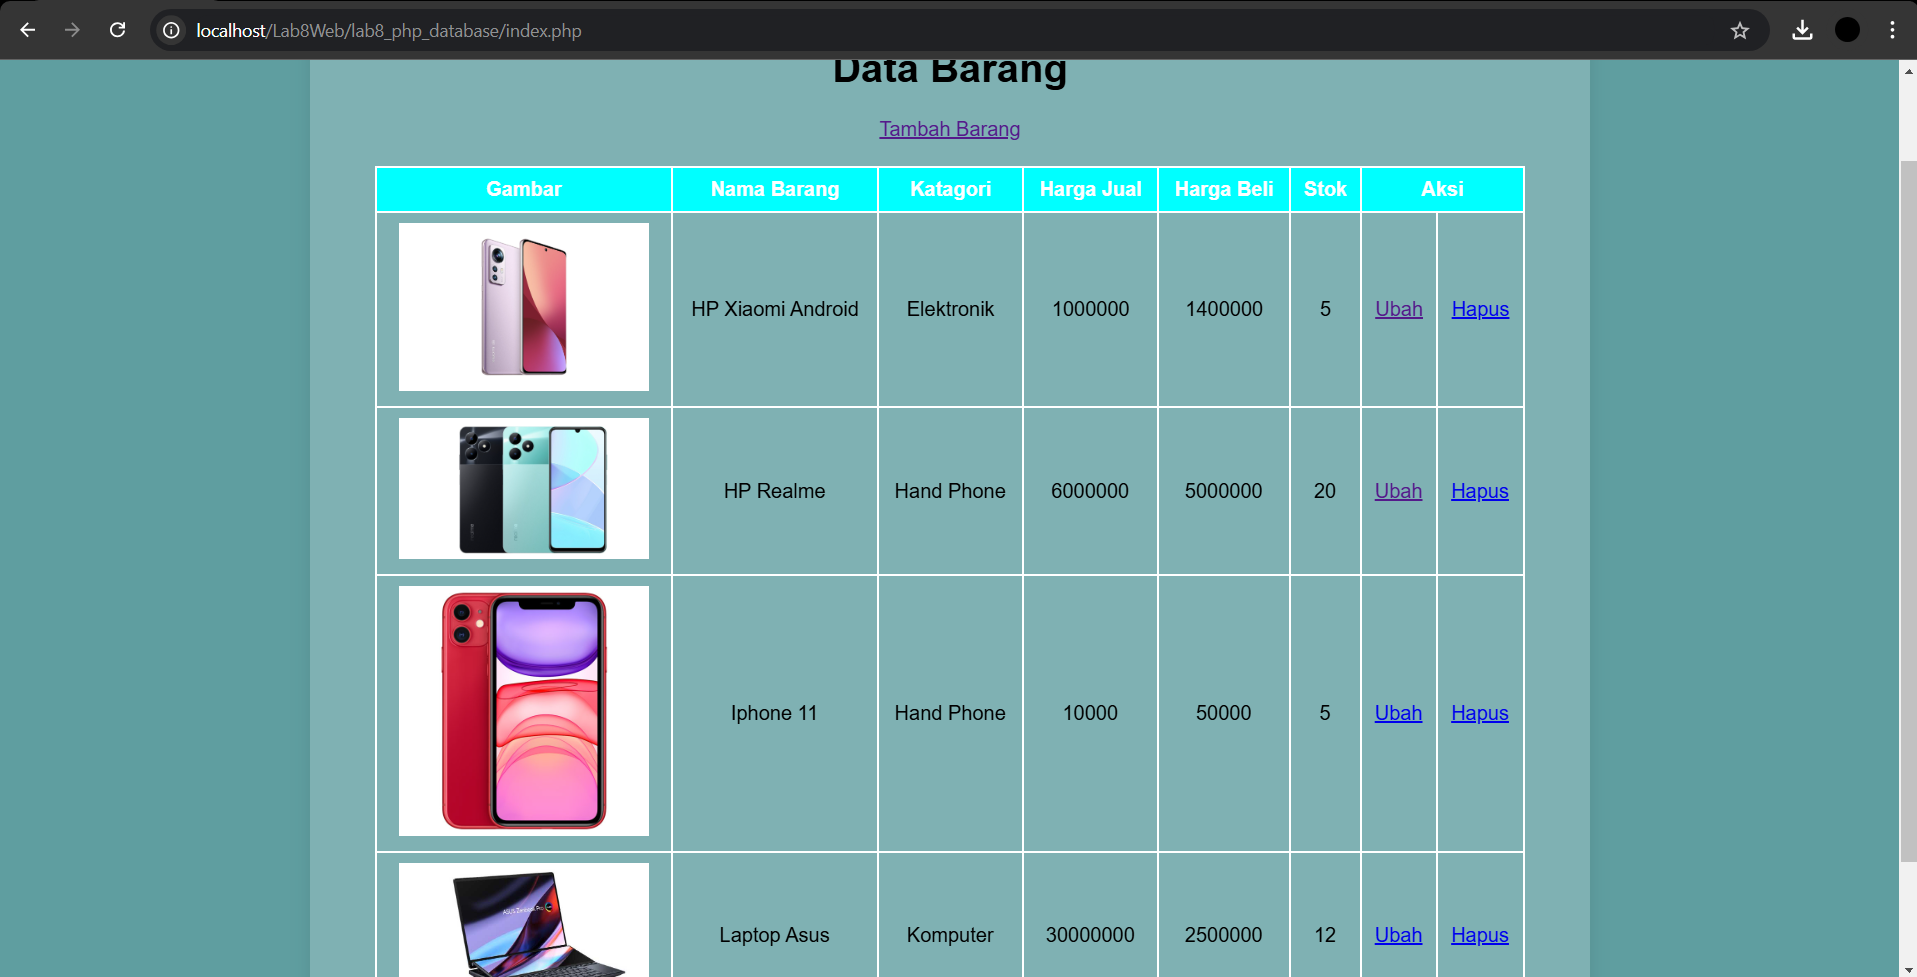 localhost/Lab8Web/lab8_php_database/index.php
Data Barang
Tambah Barang
Gambar Nama Barang Katagori Harga Jual Harga Beli Stok Aksi
HP Xiaomi Android Elektronik 1000000 1400000 5 Ubah Hapus
HP Realme Hand Phone 6000000 5000000 20 Ubah Hapus
Iphone 11 Hand Phone 10000 50000 5 Ubah Hapus
Laptop Asus Komputer 30000000 2500000 12 Ubah Hapus